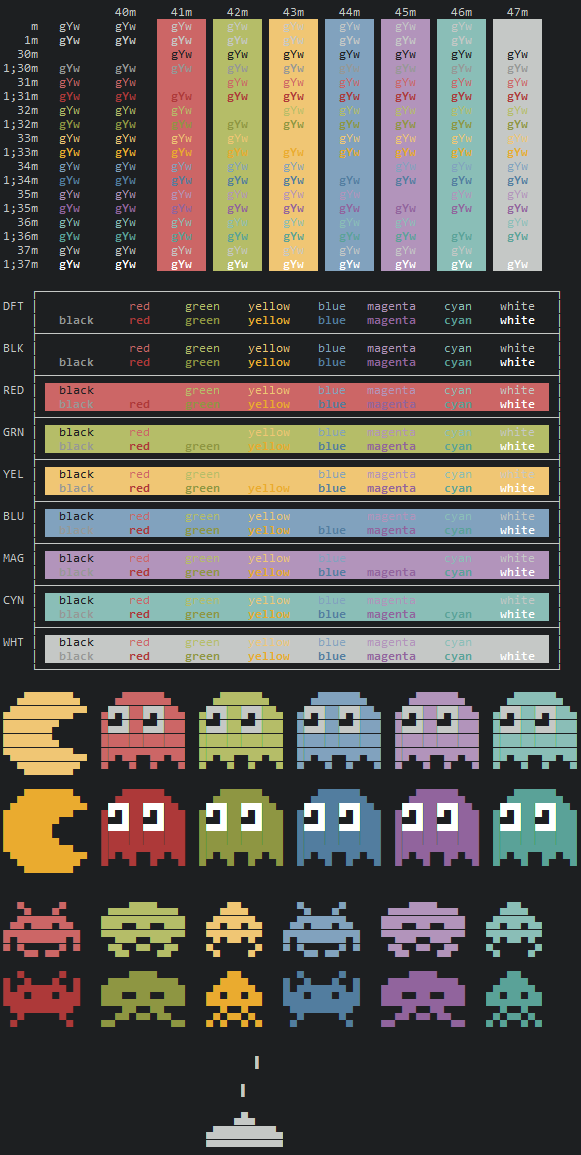 40m 41m 42m 43m 44m 45m 46m 47m
m gYw gYw gYw gYw gYw gYw gYw gYw
1m gYw gYw gYw gYw gYw gYw gYw gYw
30m gYw gYw gYw gYw gYw gYw gYw
1;30m gYw gYw gYw gYw gYw gYw gYw gYw gYw
31m gYw gYw gYw gYw gYw gYw gYw gYw
1;31m gYw gYw gYw gYw gYw gYw gYw gYw gYw
32m gYw gYw gYw gYw gYw gYw gYw gYw
1;32m gYw gYw gYw gYw gYw gYw gYw gYw gYw
33m gYw gYw gYw gYw gYw gYw gYw gYw
1;33m gYw gYw gYw gYw gYw gYw gYw gYw gYw
34m gYw gYw gYw gYw gYw gYw gYw gYw
1;34m gYw gYw gYw gYw gYw gYw gYw gYw gYw
35m gYw gYw gYw gYw gYw gYw gYw gYw
1;35m gYw gYw gYw gYw gYw gYw gYw gYw gYw
36m gYw gYw gYw gYw gYw gYw gYw gYw
1;36m gYw gYw gYw gYw gYw gYw gYw gYw gYw
37m gYw gYw gYw gYw gYw gYw gYw gYw
1;37m gYw gYw gYw gYw gYw gYw gYw gYw gYw
DFT red green yellow blue magenta cyan white
black red green yellow blue magenta cyan white
BLK red green yellow blue magenta cyan white
black red green yellow blue magenta cyan white
RED black green yellow blue magenta cyan white
black red green yellow blue magenta cyan white
GRN black red yellow blue magenta cyan white
black red green yellow blue magenta cyan white
YEL black red green blue magenta cyan white
black red green yellow blue magenta cyan white
BLU black red green yellow magenta cyan white
black red green yellow blue magenta cyan white
MAG black red green yellow blue cyan white
black red green yellow blue magenta cyan white
CYN black red green yellow blue magenta white
black red green yellow blue magenta cyan white
WHT black red green yellow blue magenta cyan
black red green yellow blue magenta cyan white